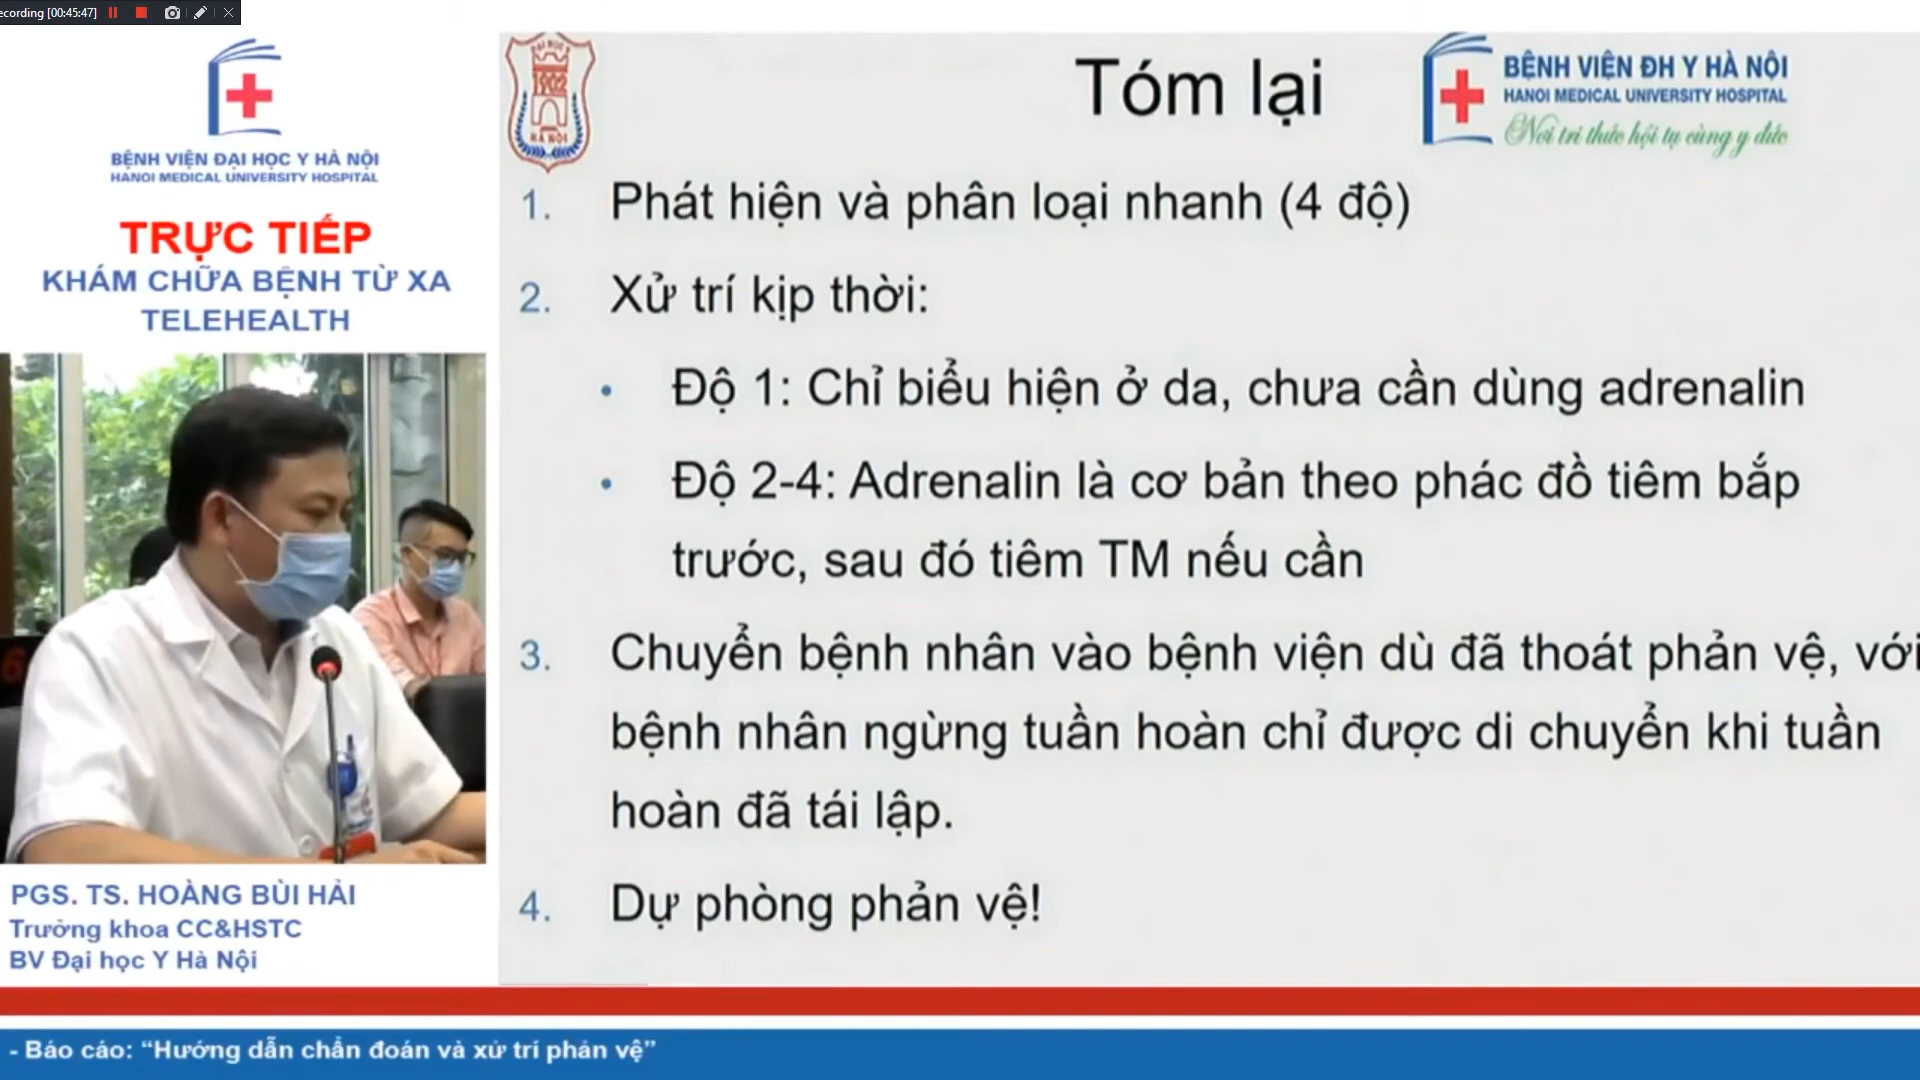 ecording [00:45:47]
BỆNH VIỆN ĐẠI HỌC Y HÀ NỘI
HANOI MEDICAL UNIVERSITY HOSPITAL
TRỰC TIẾP
KHÁM CHỮA BỆNH TỪ XA
TELEHEALTH
PGS. TS. HOÀNG BÙI HẢI
Trưởng khoa CC&HSTC
BV Đại học Y Hà Nội
ĐẠI HỌC Y
1902
HÀ NỘI
Tóm lại
BỆNH VIỆN ĐH Y HÀ NỘI
HANOI MEDICAL UNIVERSITY HOSPITAL
Nơi tri thức hội tụ cùng y đức
1. Phát hiện và phân loại nhanh (4 độ)
2. Xử trí kịp thời:
• Độ 1: Chỉ biểu hiện ở da, chưa cần dùng adrenalin
• Độ 2-4: Adrenalin là cơ bản theo phác đồ tiêm bắp
trước, sau đó tiêm TM nếu cần
3. Chuyển bệnh nhân vào bệnh viện dù đã thoát phản vệ, với
bệnh nhân ngừng tuần hoàn chỉ được di chuyển khi tuần
hoàn đã tái lập.
4. Dự phòng phản vệ!
- Báo cáo: “Hướng dẫn chẩn đoán và xử trí phản vệ”